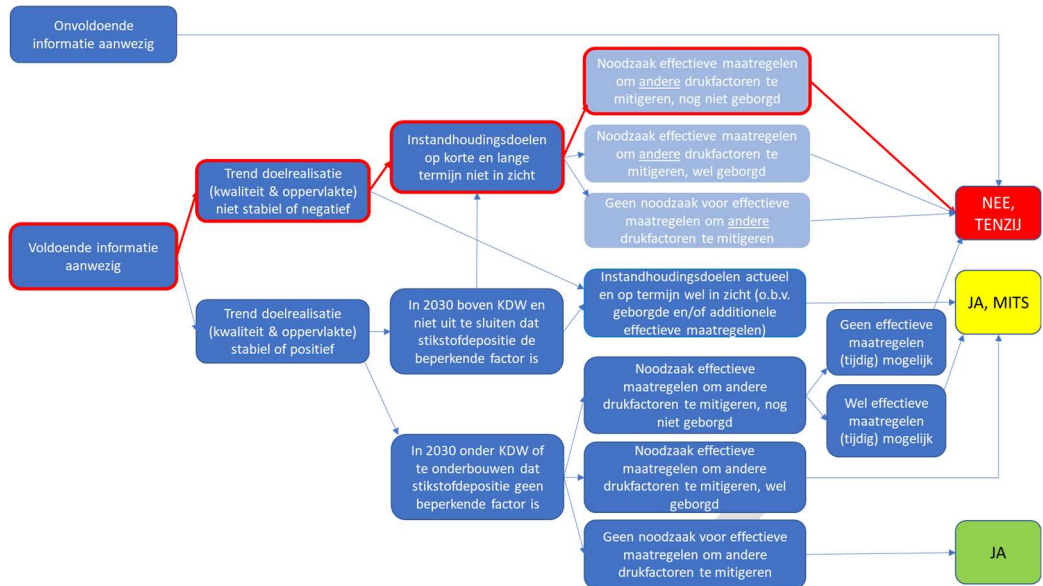 Onvoldoende
informatie aanwezig
Voldoende informatie
aanwezig
Trend doelrealisatie
(kwaliteit & oppervlakte)
niet stabiel of negatief
Trend doelrealisatie
(kwaliteit & oppervlakte)
stabiel of positief
Instandhoudingsdoelen
op korte en lange
termijn niet in zicht
In 2030 boven KDW en
niet uit te sluiten dat
stikstofdepositie de
beperkende factor is
In 2030 onder KDW of
te onderbouwen dat
stikstofdepositie geen
beperkende factor is
Noodzaak effectieve maatregelen
om andere drukfactoren te
mitigeren, nog niet geborgd
Noodzaak effectieve maatregelen
om andere drukfactoren te
mitigeren, wel geborgd
Geen noodzaak voor effectieve
maatregelen om andere
drukfactoren te mitigeren
Instandhoudingsdoelen actueel
en op termijn wel in zicht (o.b.v.
geborgde en/of additionele
effectieve maatregelen)
Noodzaak effectieve
maatregelen om andere
drukfactoren te mitigeren, nog
niet geborgd
Noodzaak effectieve
maatregelen om andere
drukfactoren te mitigeren, wel
geborgd
Geen noodzaak voor effectieve
maatregelen om andere
drukfactoren te mitigeren
Geen effectieve
maatregelen
(tijdig) mogelijk
Wel effectieve
maatregelen
(tijdig) mogelijk
NEE,
TENZIJ
JA, MITS
JA